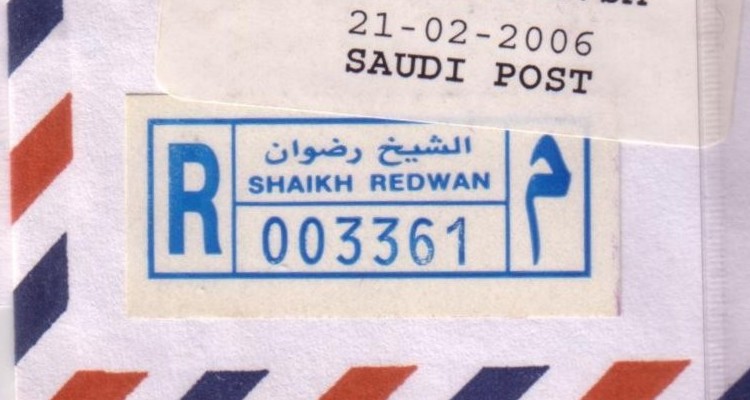 21-02-2006
SAUDI POST
R
الشيخ رضوان
SHAIKH REDWAN
003361
م